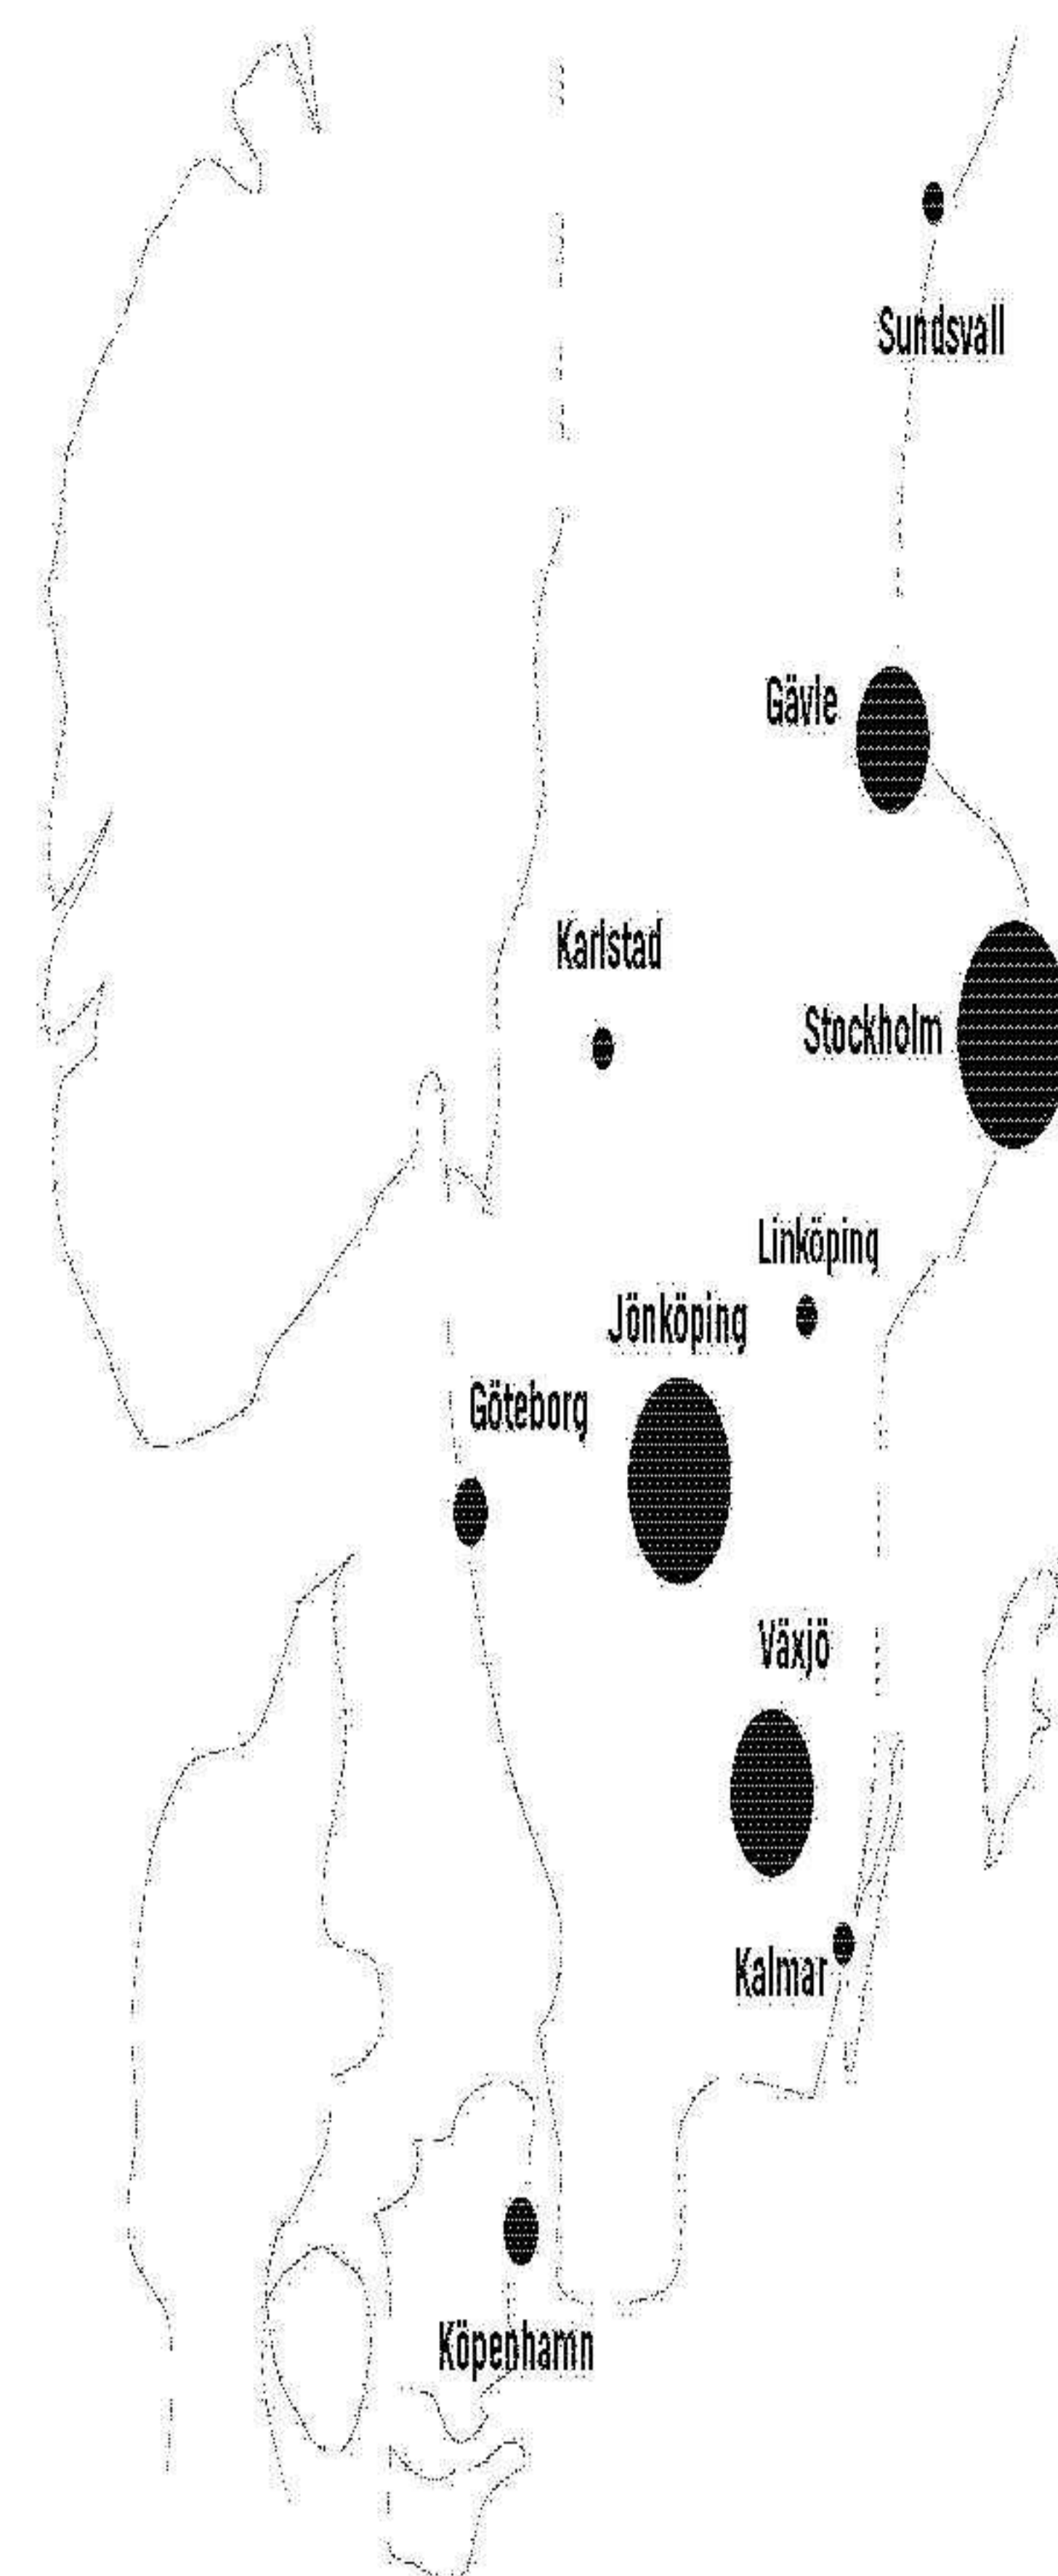 Sundsvall
Gävle
Karlstad
Stockholm
Linköping
Jönköping
Göteborg
Växjö
Kalmar
Köpenhamn